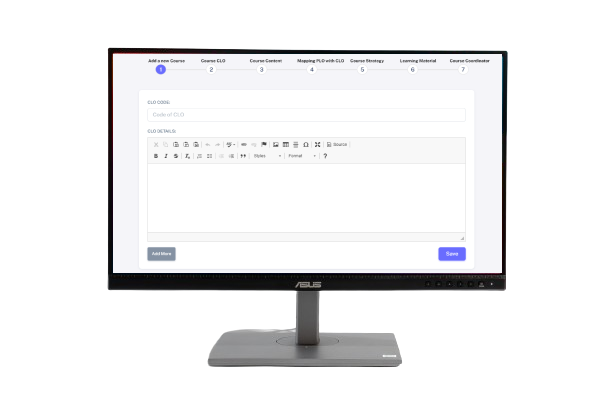 Add a new Course Course CLO Course Content Mapping PLO with CLO Course Strategy Learning Material Course Coordinator
1 2 3 4 5 6 7
CLO CODE:
Code of CLO
CLO DETAILS:
Source
B I S Styles Format ?
Add More
Save
ASUS